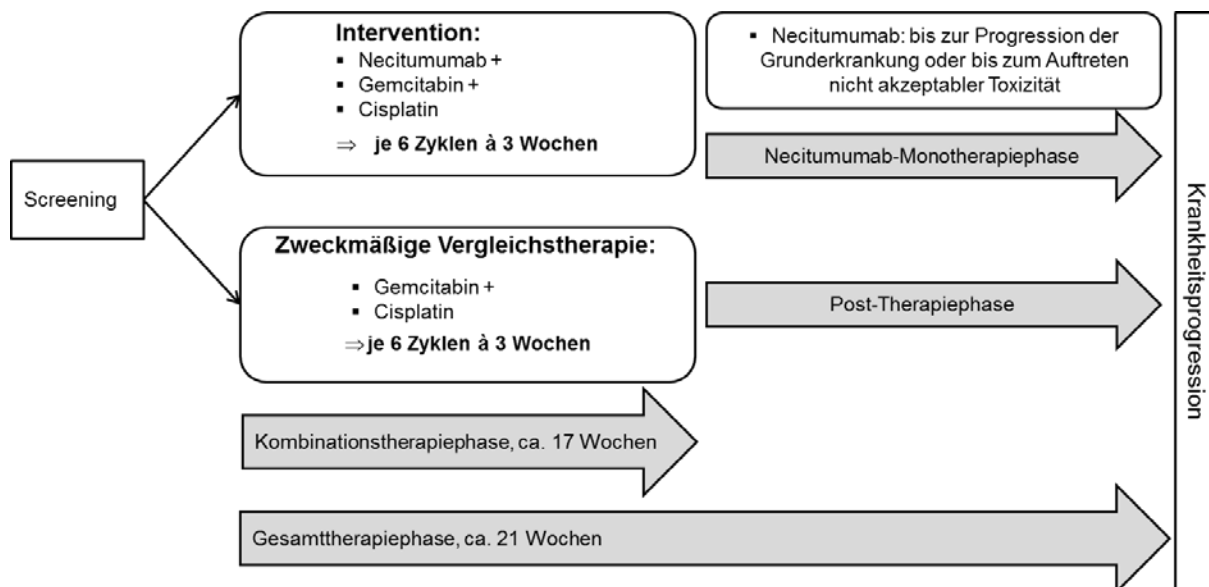 Screening
Intervention:
▪ Necitumumab +
▪ Gemcitabin +
▪ Cisplatin
⇒ je 6 Zyklen à 3 Wochen
▪ Necitumumab: bis zur Progression der
Grunderkrankung oder bis zum Auftreten
nicht akzeptabler Toxizität
Necitumumab-Monotherapiephase
Zweckmäßige Vergleichstherapie:
▪ Gemcitabin +
▪ Cisplatin
⇒je 6 Zyklen à 3 Wochen
Post-Therapiephase
Kombinationstherapiephase, ca. 17 Wochen
Gesamttherapiephase, ca. 21 Wochen
Krankheitsprogression